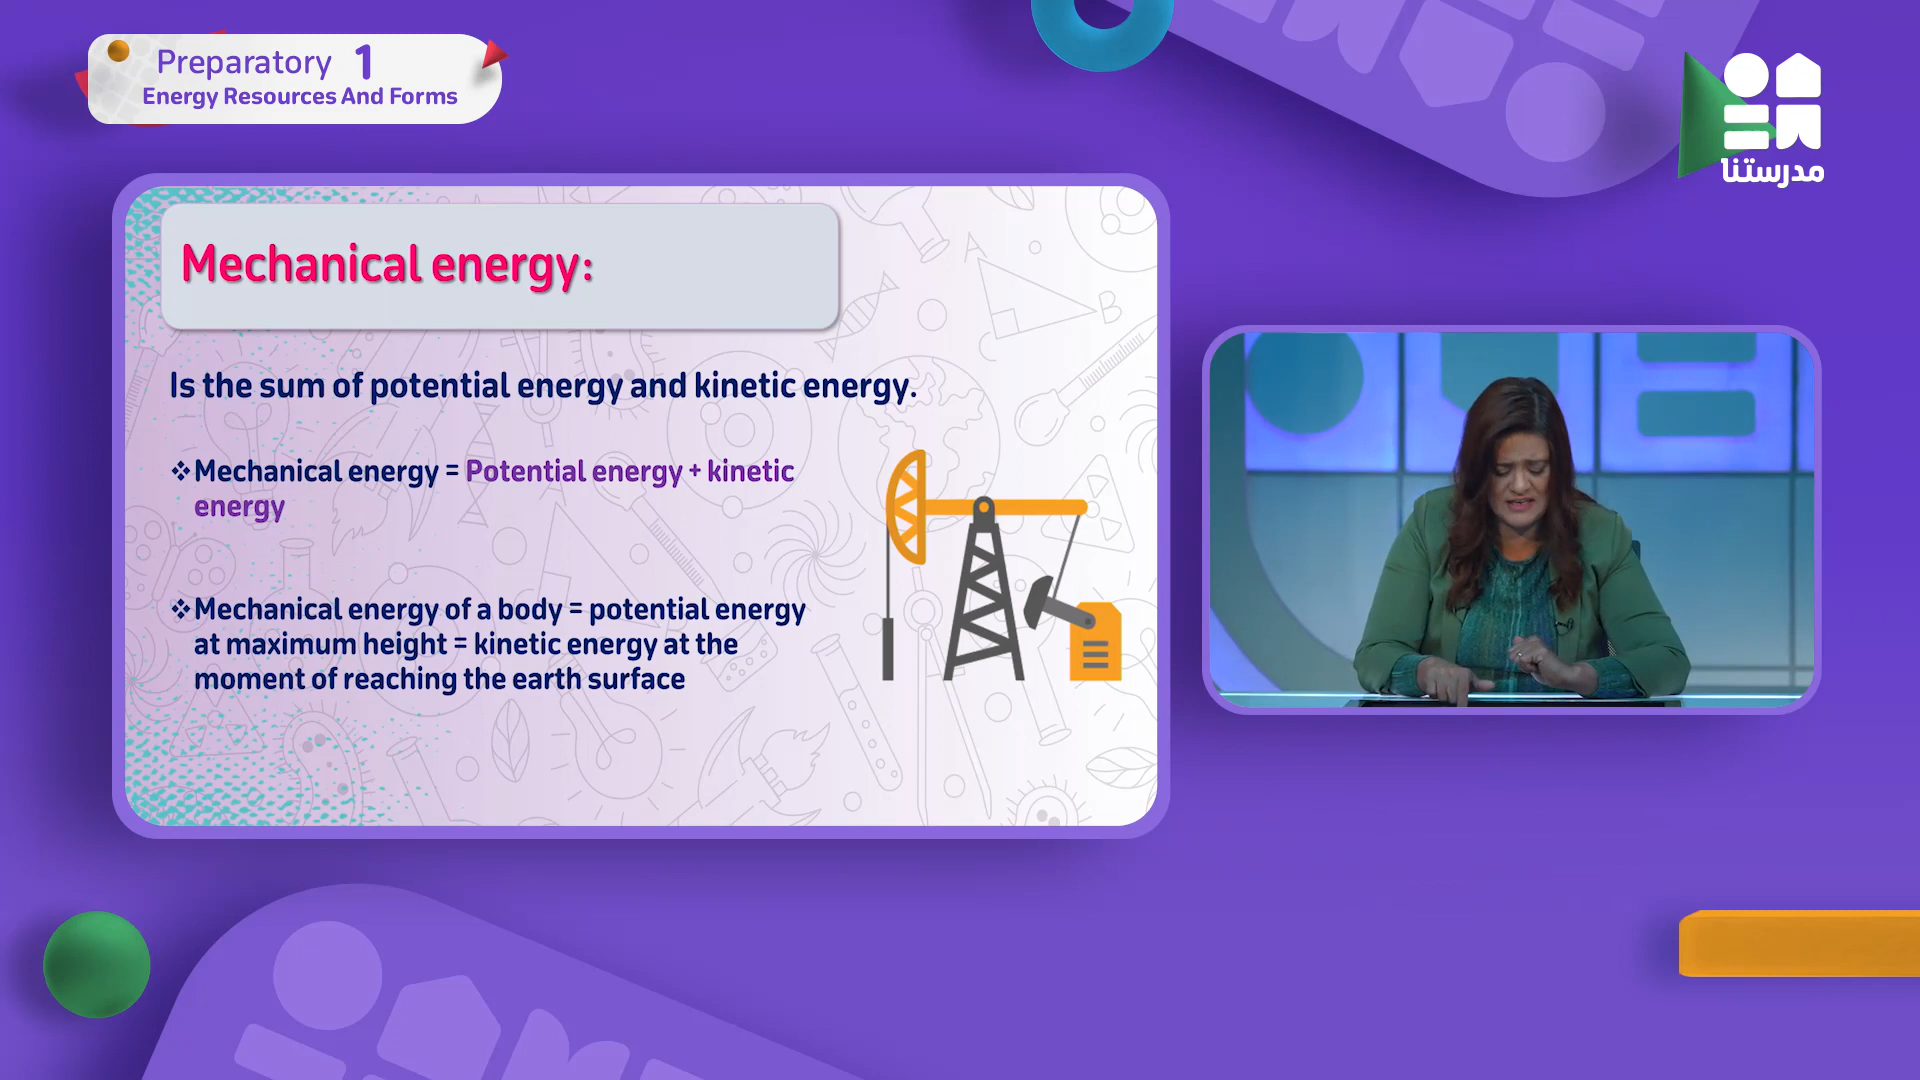 Preparatory 1
Energy Resources And Forms
مدرستنا
Mechanical energy:
Is the sum of potential energy and kinetic energy.
❖Mechanical energy = Potential energy + kinetic
energy
❖Mechanical energy of a body = potential energy
at maximum height = kinetic energy at the
moment of reaching the earth surface